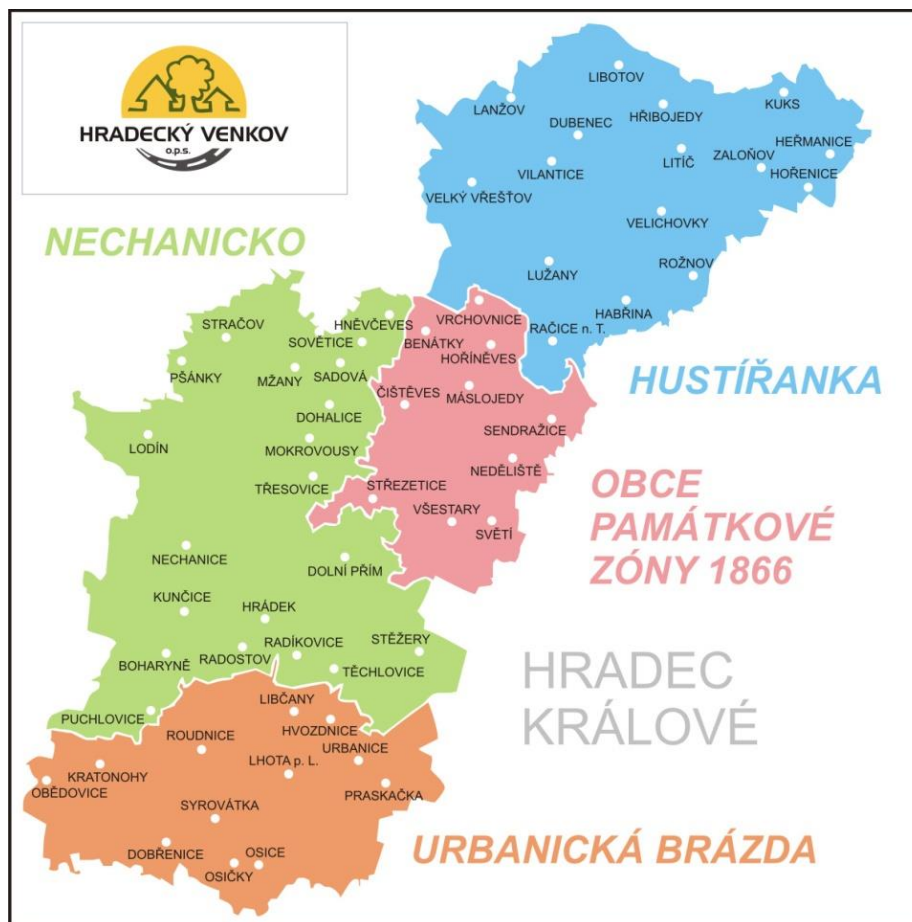 HRADECKÝ VENKOV
o.p.s.
LIBOTOV
LANŽOV
KUKS
HŘIBOJEDY
DUBENEC
HEŘMANICE
LITÍČ
ZALOŇOV
VILANTICE
HOŘENICE
VELKÝ VŘEŠŤOV
VELICHOVKY
NECHANICKO
ROŽNOV
LUŽANY
HABŘINA
VRCHOVNICE
RAČICE n. T.
STRAČOV
HNĚVČEVES
SOVĚTICE
BENÁTKY
HOŘÍNĚVES
PŠÁNKY
MŽANY
SADOVÁ
HUSTÍŘANKA
ČIŠTĚVES
MÁSLOJEDY
DOHALICE
SENDRAŽICE
LODÍN
MOKROVOUSY
NEDĚLIŠTĚ
TŘESOVICE
STŘEZETICE
OBCE
PAMÁTKOVÉ
ZÓNY 1866
VŠESTARY
SVĚTÍ
NECHANICE
DOLNÍ PŘÍM
KUNČICE
HRÁDEK
STĚŽERY
RADÍKOVICE
RADOSTOV
BOHARYNĚ
TĚCHLOVICE
HRADEC
KRÁLOVÉ
LIBČANY
PUCHLOVICE
HVOZDNICE
ROUDNICE
URBANICE
LHOTA p. L.
KRATONOHY
OBĚDOVICE
PRASKAČKA
SYROVÁTKA
DOBŘENICE
OSICE
OSIČKY
URBANICKÁ BRÁZDA